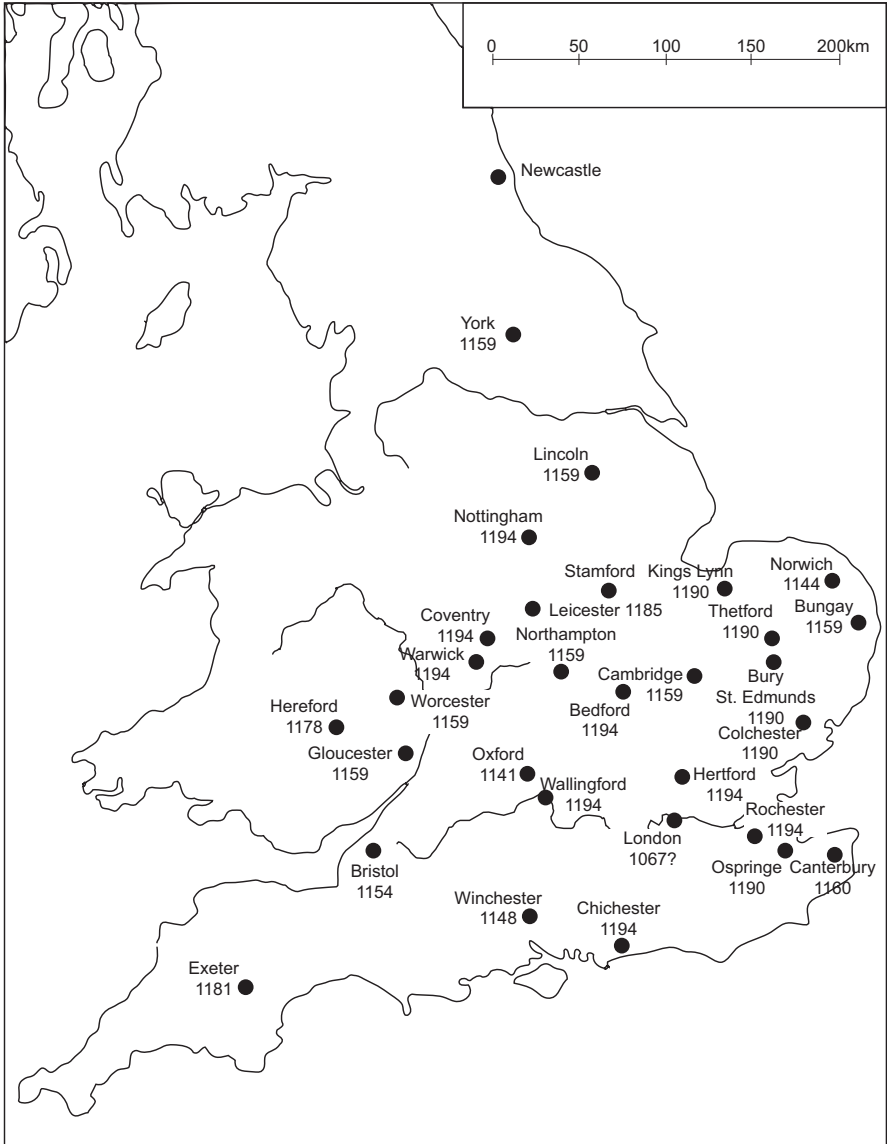 0 50 100 150 200km
Newcastle
York
1159
Lincoln
1159
Nottingham
1194
Stamford
Kings Lynn
1190
Norwich
1144
Leicester 1185
Thetford
1190
Bungay
1159
Coventry
1194
Northampton
1159
Warwick
1194
Cambridge
1159
Bury
St. Edmunds
1190
Bedford
1194
Hereford
1178
Worcester
1159
Colchester
1190
Gloucester
1159
Oxford
1141
Wallingford
1194
Hertford
1194
Rochester
1194
London
1067?
Ospringe
1190
Canterbury
1160
Bristol
1154
Winchester
1148
Chichester
1194
Exeter
1181